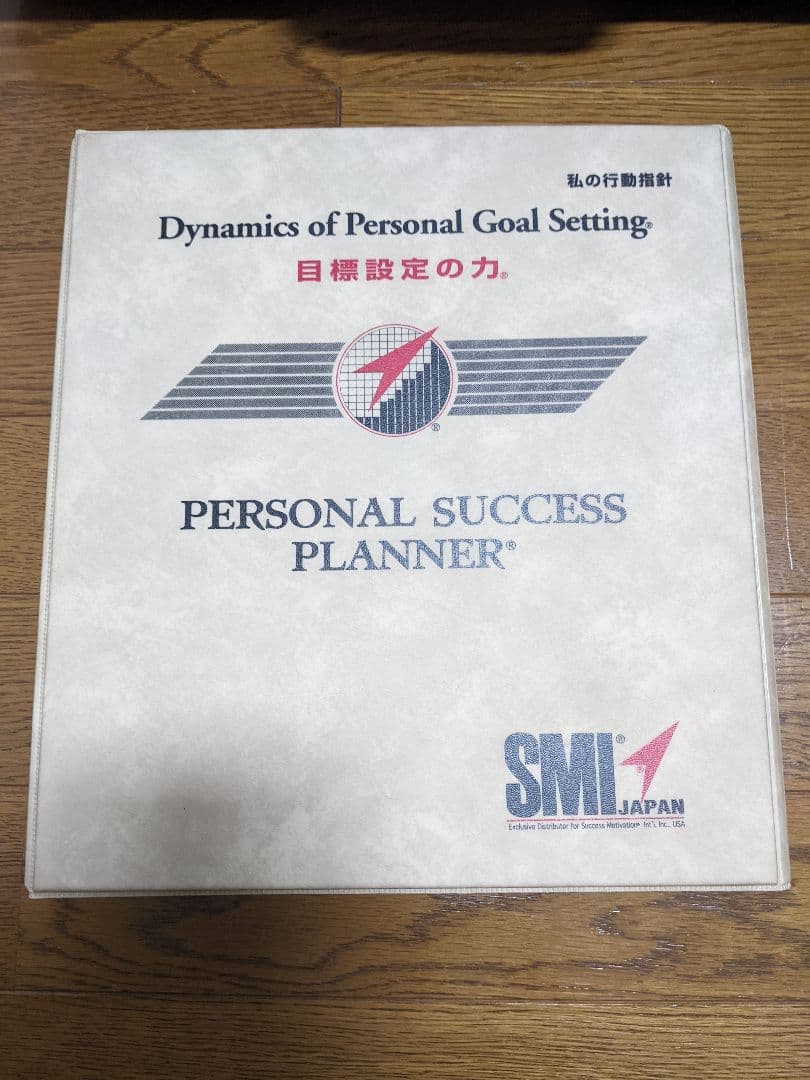 私の行動指針
Dynamics of Personal Goal Setting®
目標設定の力®
®
PERSONAL SUCCESS
PLANNER®
SMI®
®
JAPAN
Exclusive Distributor for Success Motivation® Int'l, Inc., USA